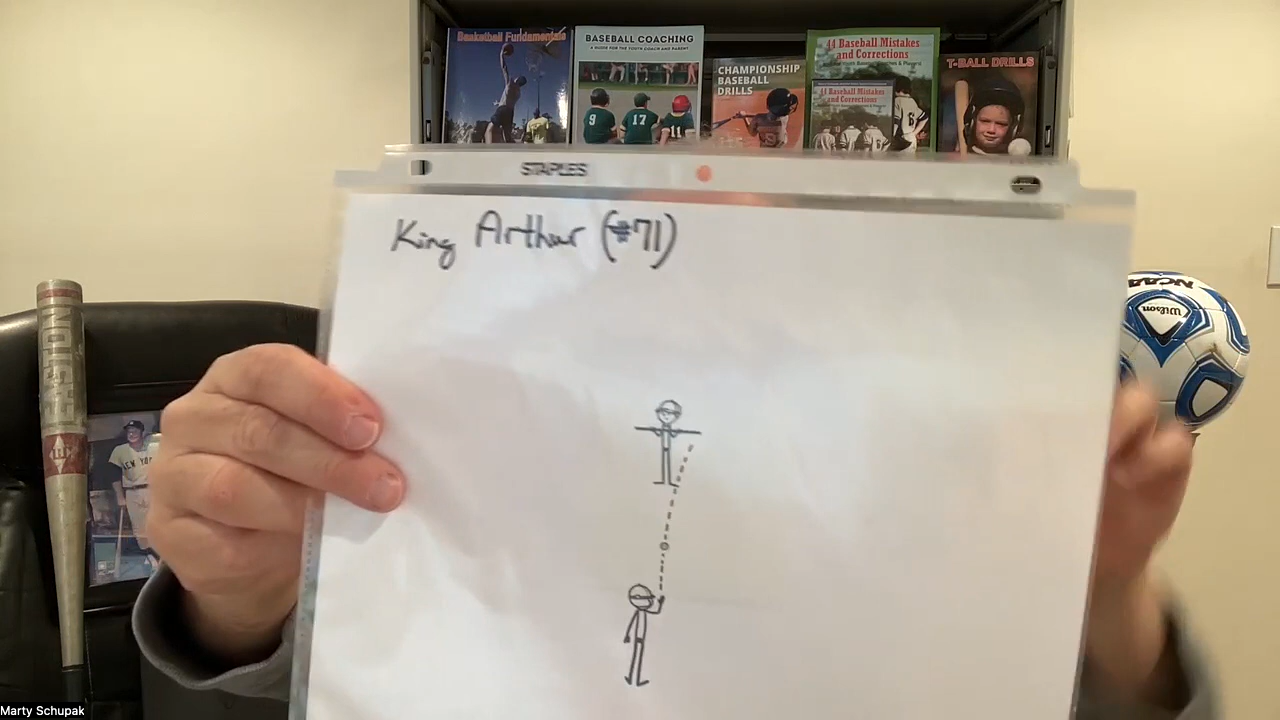 Basketball Fundamentals
BASEBALL COACHING
A GUIDE FOR THE YOUTH COACH AND PARENT
9
17
11
CHAMPIONSHIP
BASEBALL
DRILLS
44 Baseball Mistakes
and Corrections
44 Baseball Mistakes
and Corrections
6
T-BALL DRILLS
STAPLES
King Arthur (#71)
NCAA
Wilson
NEW YO
Marty Schupak